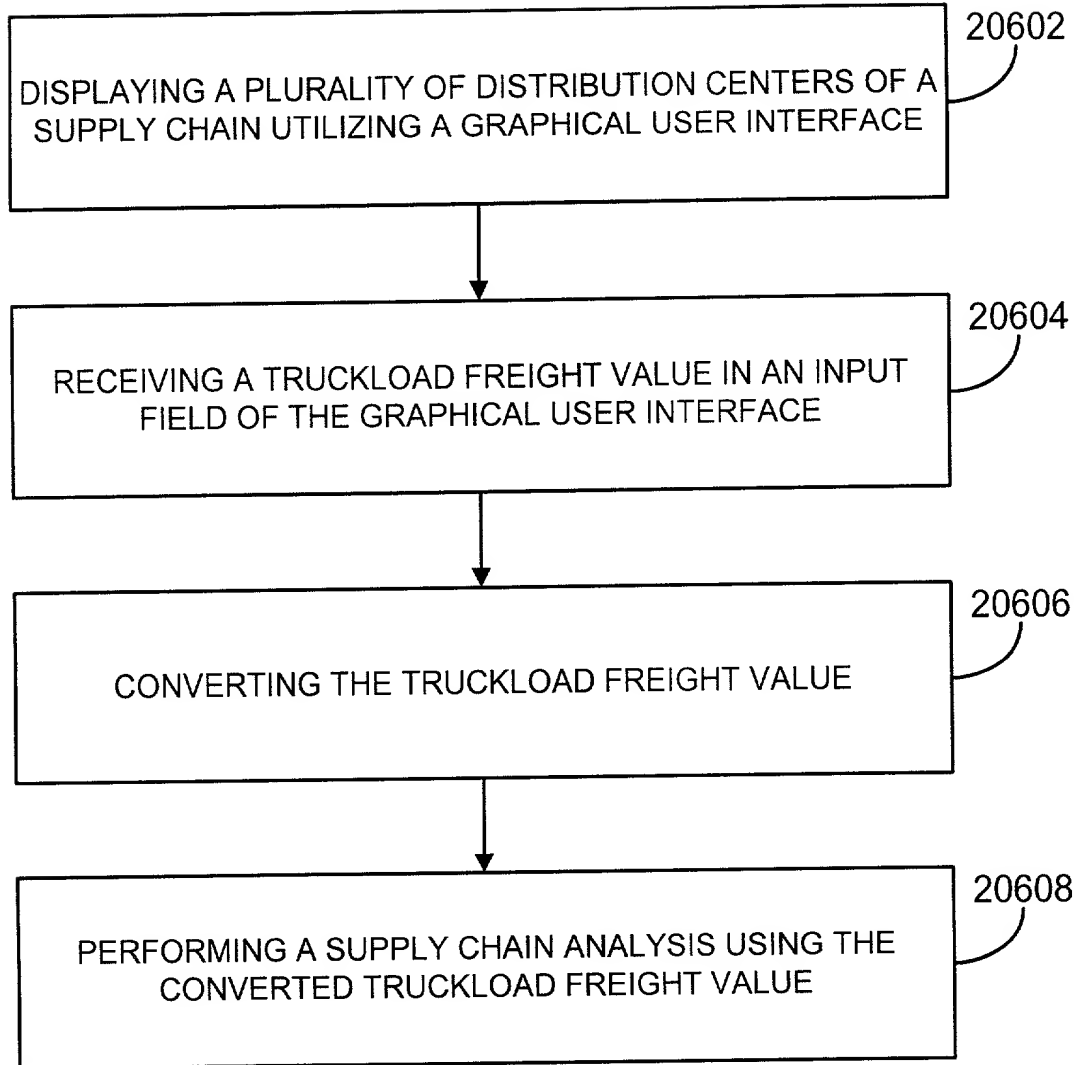 20602
DISPLAYING A PLURALITY OF DISTRIBUTION CENTERS OF A
SUPPLY CHAIN UTILIZING A GRAPHICAL USER INTERFACE
20604
RECEIVING A TRUCKLOAD FREIGHT VALUE IN AN INPUT
FIELD OF THE GRAPHICAL USER INTERFACE
20606
CONVERTING THE TRUCKLOAD FREIGHT VALUE
20608
PERFORMING A SUPPLY CHAIN ANALYSIS USING THE
CONVERTED TRUCKLOAD FREIGHT VALUE